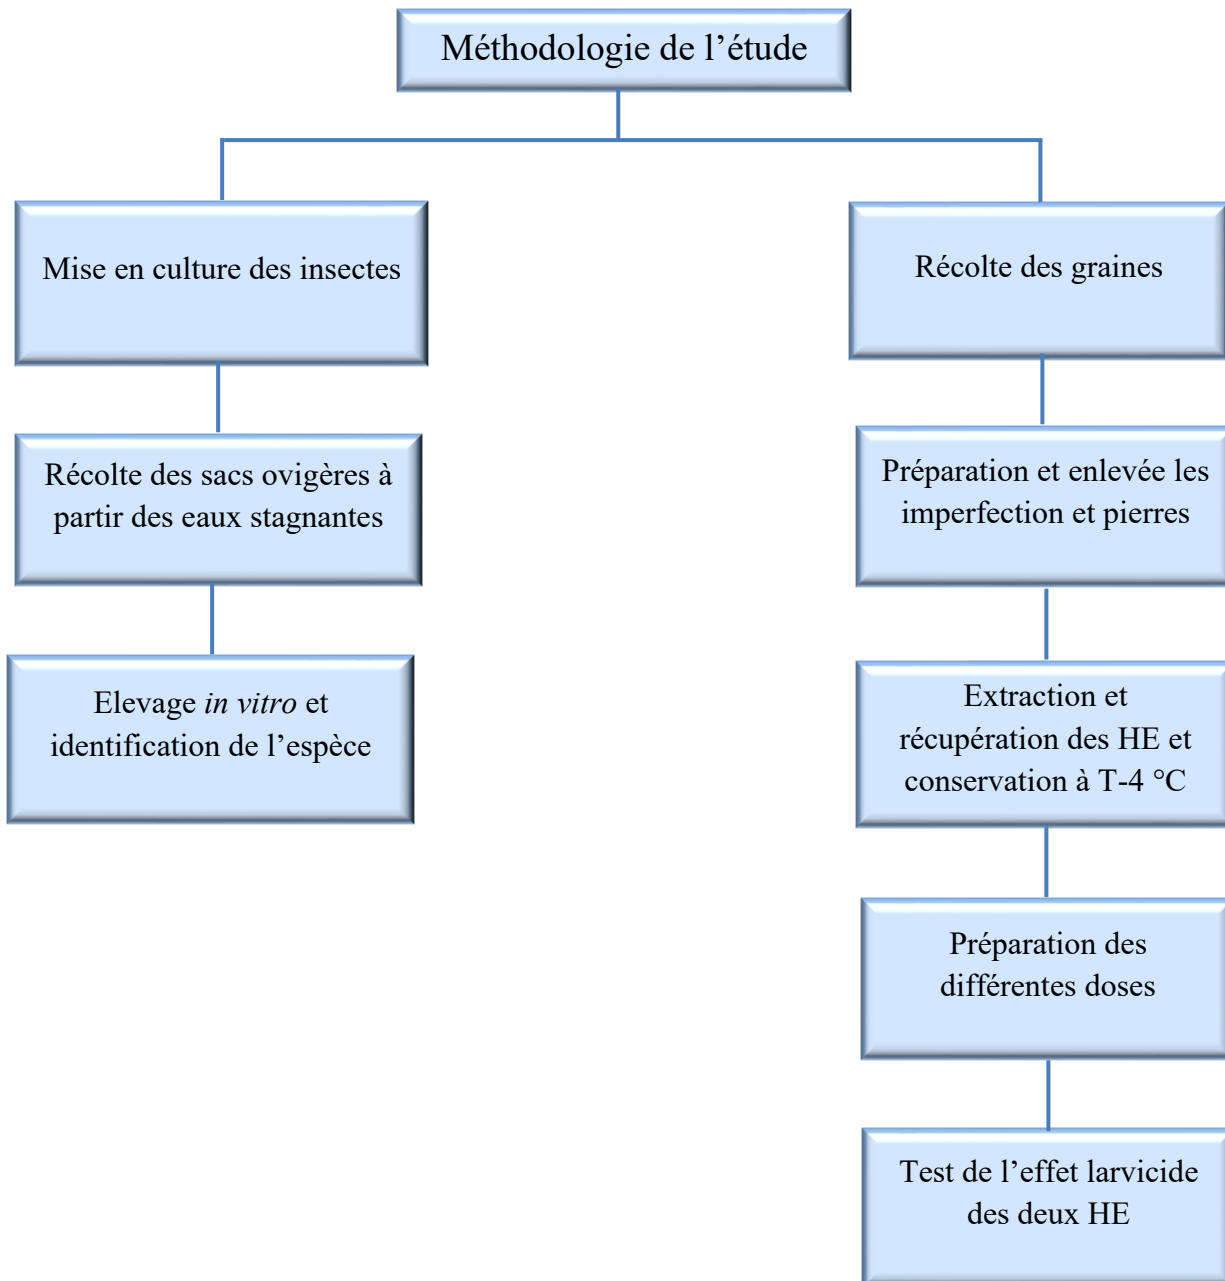 Méthodologie de l’étude
Mise en culture des insectes
Récolte des sacs ovigères à
partir des eaux stagnantes
Elevage in vitro et
identification de l’espèce
Récolte des graines
Préparation et enlevée les
imperfection et pierres
Extraction et
récupération des HE et
conservation à T-4 °C
Préparation des
différentes doses
Test de l’effet larvicide
des deux HE